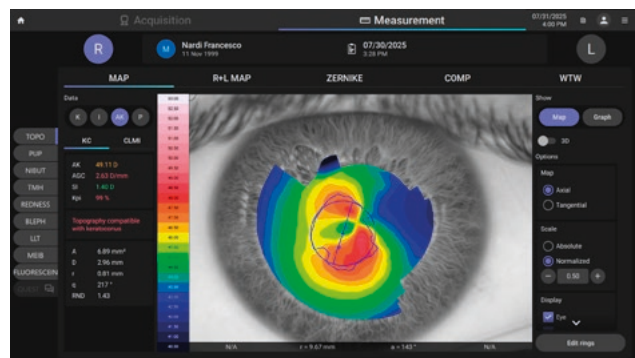 Acquisition
Measurement
07/31/2025
4:00 PM
R
M
Nardi Francesco
11 Nov 1999
07/30/2025
3:28 PM
L
MAP
R+L MAP
ZERNIKE
COMP
WTW
Data
K
I
AK
P
KC
CLMI
AK 49.11 D
AGC 2.63 D/mm
SI 1.40 D
Kpi 99 %
Topography compatible
with keratoconus
A 6.89 mm²
D 2.96 mm
r 0.81 mm
q 217 °
RND 1.43
TOPO
PUP
NIBUT
TMH
REDNESS
BLEPH
LLT
MEIB
FLUORESCEIN
N/A
r = 9.67 mm
a = 143 °
N/A
Show
Map
Graph
3D
Options
Map
Axial
Tangential
Scale
Absolute
Normalized
0.50
Display
Eye
Edit rings